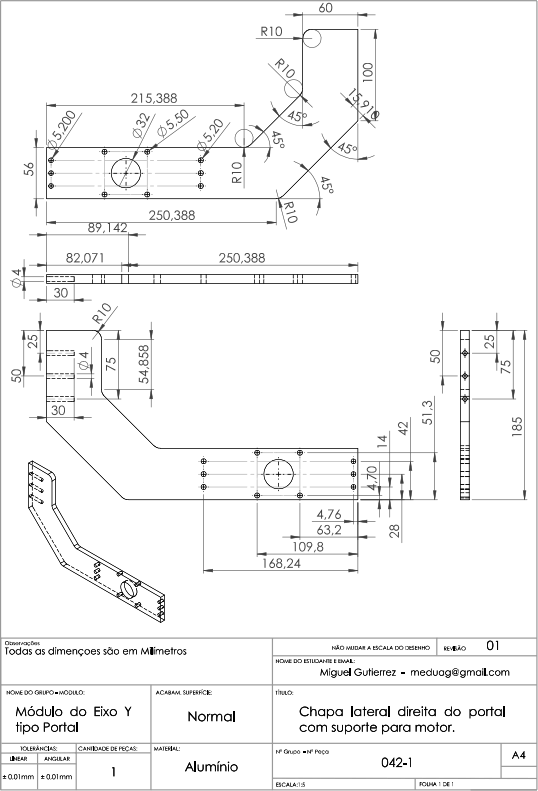 60
R10
R10
100
15,910
215,388
Ø5,200
Ø32
Ø5,50
Ø5,20
45°
45°
45°
45°
56
R10
R10
250,388
89,142
82,071
250,388
Ø4
30
R10
25
50
75
54,858
Ø4
30
50
25
75
185
51,3
42
14
4,70
28
4,76
63,2
109,8
168,24
Observações
Todas as dimençoes são em Milímetros
NÃO MUDAR A ESCALA DO DESENHO
REVISÃO
01
NOME DO ESTUDANTE E EMAIL:
Miguel Gutierrez - meduag@gmail.com
NOME DO GRUPO-MÓDULO:
Módulo do Eixo Y
tipo Portal
ACABAM. SUPERFÍCIE:
Normal
TÍTULO:
Chapa lateral direita do portal
com suporte para motor.
TOLERÂNCIAS:
LINEAR
ANGULAR
± 0,01mm
± 0,01mm
CANTIDADE DE PEÇAS:
1
MATERIAL:
Alumínio
Nº Grupo - Nº Peça
042-1
A4
ESCALA:1:5
FOLHA 1 DE 1